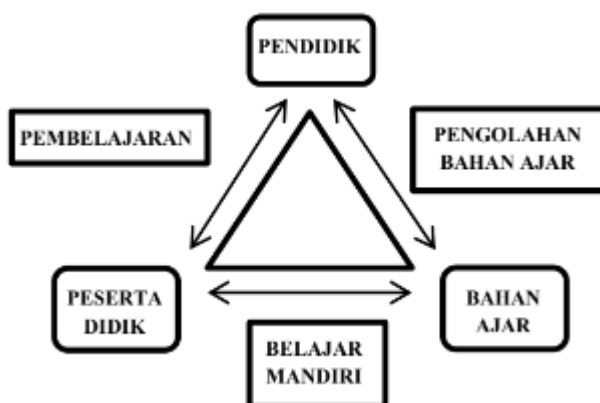 PENDIDIK
PEMBELAJARAN
PENGOLAHAN
BAHAN AJAR
PESERTA
DIDIK
BAHAN
AJAR
BELAJAR
MANDIRI